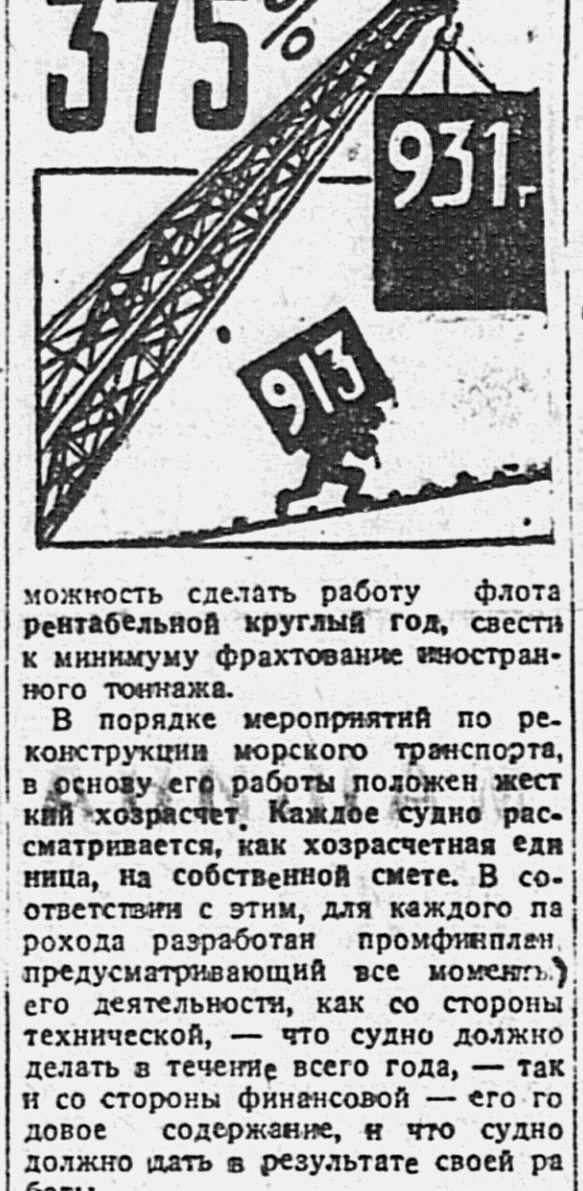 375%
931г.
913
можность сделать работу флота
рентабельной круглый год, свести
к минимуму фрахтование иностран-
ного тоннажа.
В порядке мероприятий по ре-
конструкции морского транспорта,
в основу его работы положен жест
кий хозрасчет. Каждое судно рас-
сматривается, как хозрасчетная еди
ница, на собственной смете. В со-
ответствии с этим, для каждого па
рохода разработан промфинплан,
предусматривающий все моменты)
его деятельности, как со стороны
технической, — что судно должно
делать в течение всего года, — так
и со стороны финансовой — его го
довое содержание, и что судно
должно дать в результате своей ра